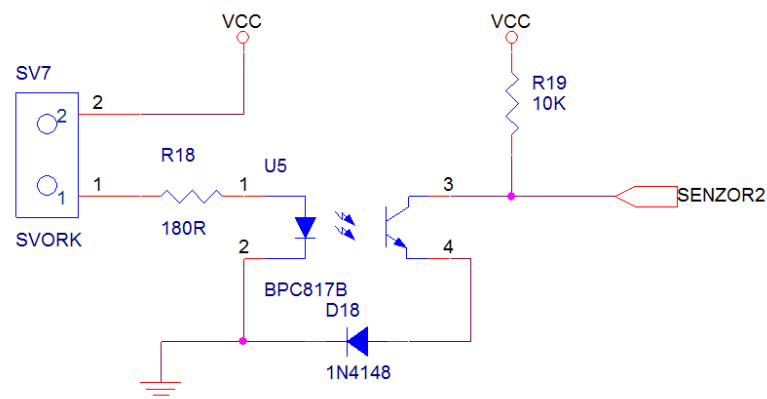 VCC
VCC
SV7
2
2
R19
10K
R18
U5
1
1
1
3
SENZOR2
180R
SVORK
2
4
BPC817B
D18
1N4148